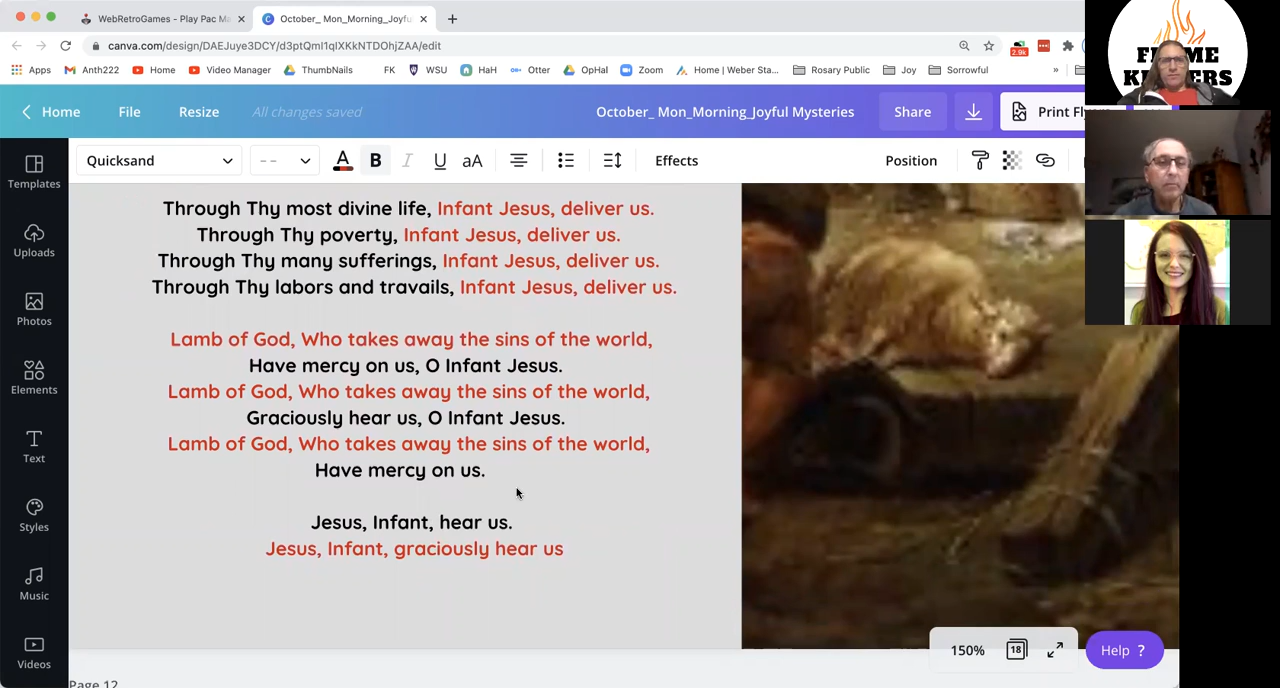 WebRetroGames - Play Pac Ma
October_ Mon_Morning_Joyfu
canva.com/design/DAEJuye3DCY/d3ptQmI1qIXKkNTDOhjZAA/edit
2.9k
Apps
Anth222
Home
Video Manager
ThumbNails
FK
WSU
HaH
Otter
OpHal
Zoom
Home | Weber Sta...
Rosary Public
Joy
Sorrowful
»
Home
File
Resize
All changes saved
October_ Mon_Morning_Joyful Mysteries
Share
Print
Quicksand
- -
A
B
I
U
aA
Effects
Position
Templates
Uploads
Photos
Elements
Text
Styles
Music
Videos
Through Thy most divine life, Infant Jesus, deliver us.
Through Thy poverty, Infant Jesus, deliver us.
Through Thy many sufferings, Infant Jesus, deliver us.
Through Thy labors and travails, Infant Jesus, deliver us.
Lamb of God, Who takes away the sins of the world,
Have mercy on us, O Infant Jesus.
Lamb of God, Who takes away the sins of the world,
Graciously hear us, O Infant Jesus.
Lamb of God, Who takes away the sins of the world,
Have mercy on us.
Jesus, Infant, hear us.
Jesus, Infant, graciously hear us
150%
18
Help ?
Page 12